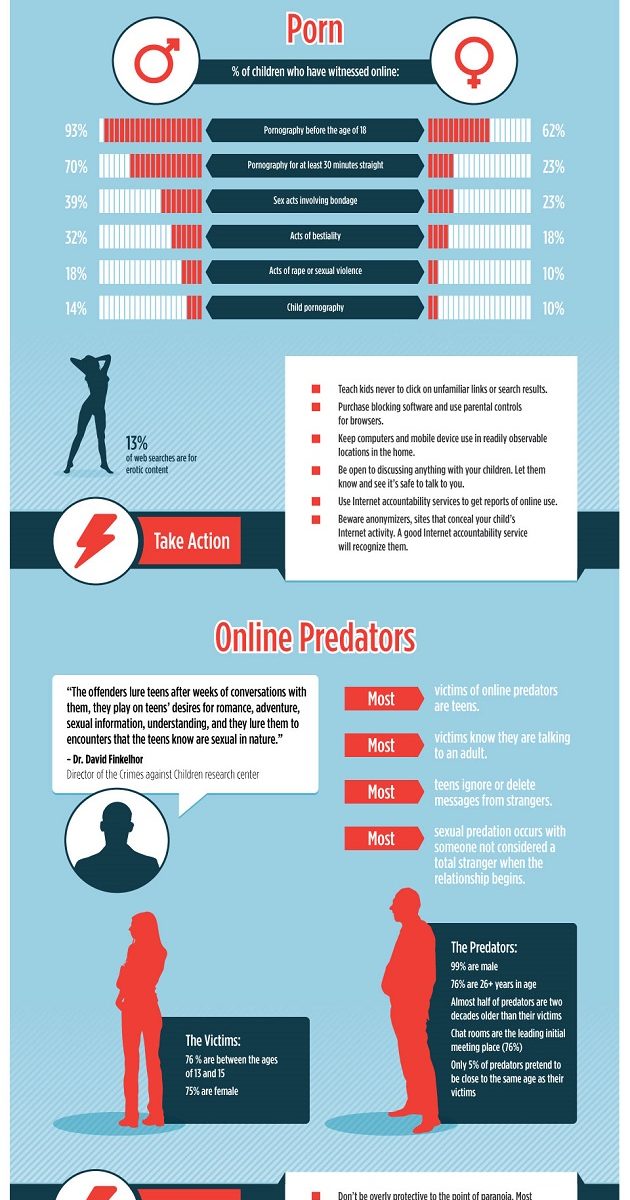 Porn
% of children who have witnessed online:
93% Pornography before the age of 18 62%
70% Pornography for at least 30 minutes straight 23%
39% Sex acts involving bondage 23%
32% Acts of bestiality 18%
18% Acts of rape or sexual violence 10%
14% Child pornography 10%
13%
of web searches are for
erotic content
Teach kids never to click on unfamiliar links or search results.
Purchase blocking software and use parental controls
for browsers.
Keep computers and mobile device use in readily observable
locations in the home.
Be open to discussing anything with your children. Let them
know and see it's safe to talk to you.
Use Internet accountability services to get reports of online use.
Beware anonymizers, sites that conceal your child's
Internet activity. A good Internet accountability service
will recognize them.
Take Action
Online Predators
“The offenders lure teens after weeks of conversations with
them, they play on teens’ desires for romance, adventure,
sexual information, understanding, and they lure them to
encounters that the teens know are sexual in nature.”
- Dr. David Finkelhor
Director of the Crimes against Children research center
Most victims of online predators
are teens.
Most victims know they are talking
to an adult.
Most teens ignore or delete
messages from strangers.
Most sexual predation occurs with
someone not considered a
total stranger when the
relationship begins.
The Victims:
76 % are between the ages
of 13 and 15
75% are female
The Predators:
99% are male
76% are 26+ years in age
Almost half of predators are two
decades older than their victims
Chat rooms are the leading initial
meeting place (76%)
Only 5% of predators pretend to
be close to the same age as their
victims
Don't be overly protective to the point of paranoia. Most